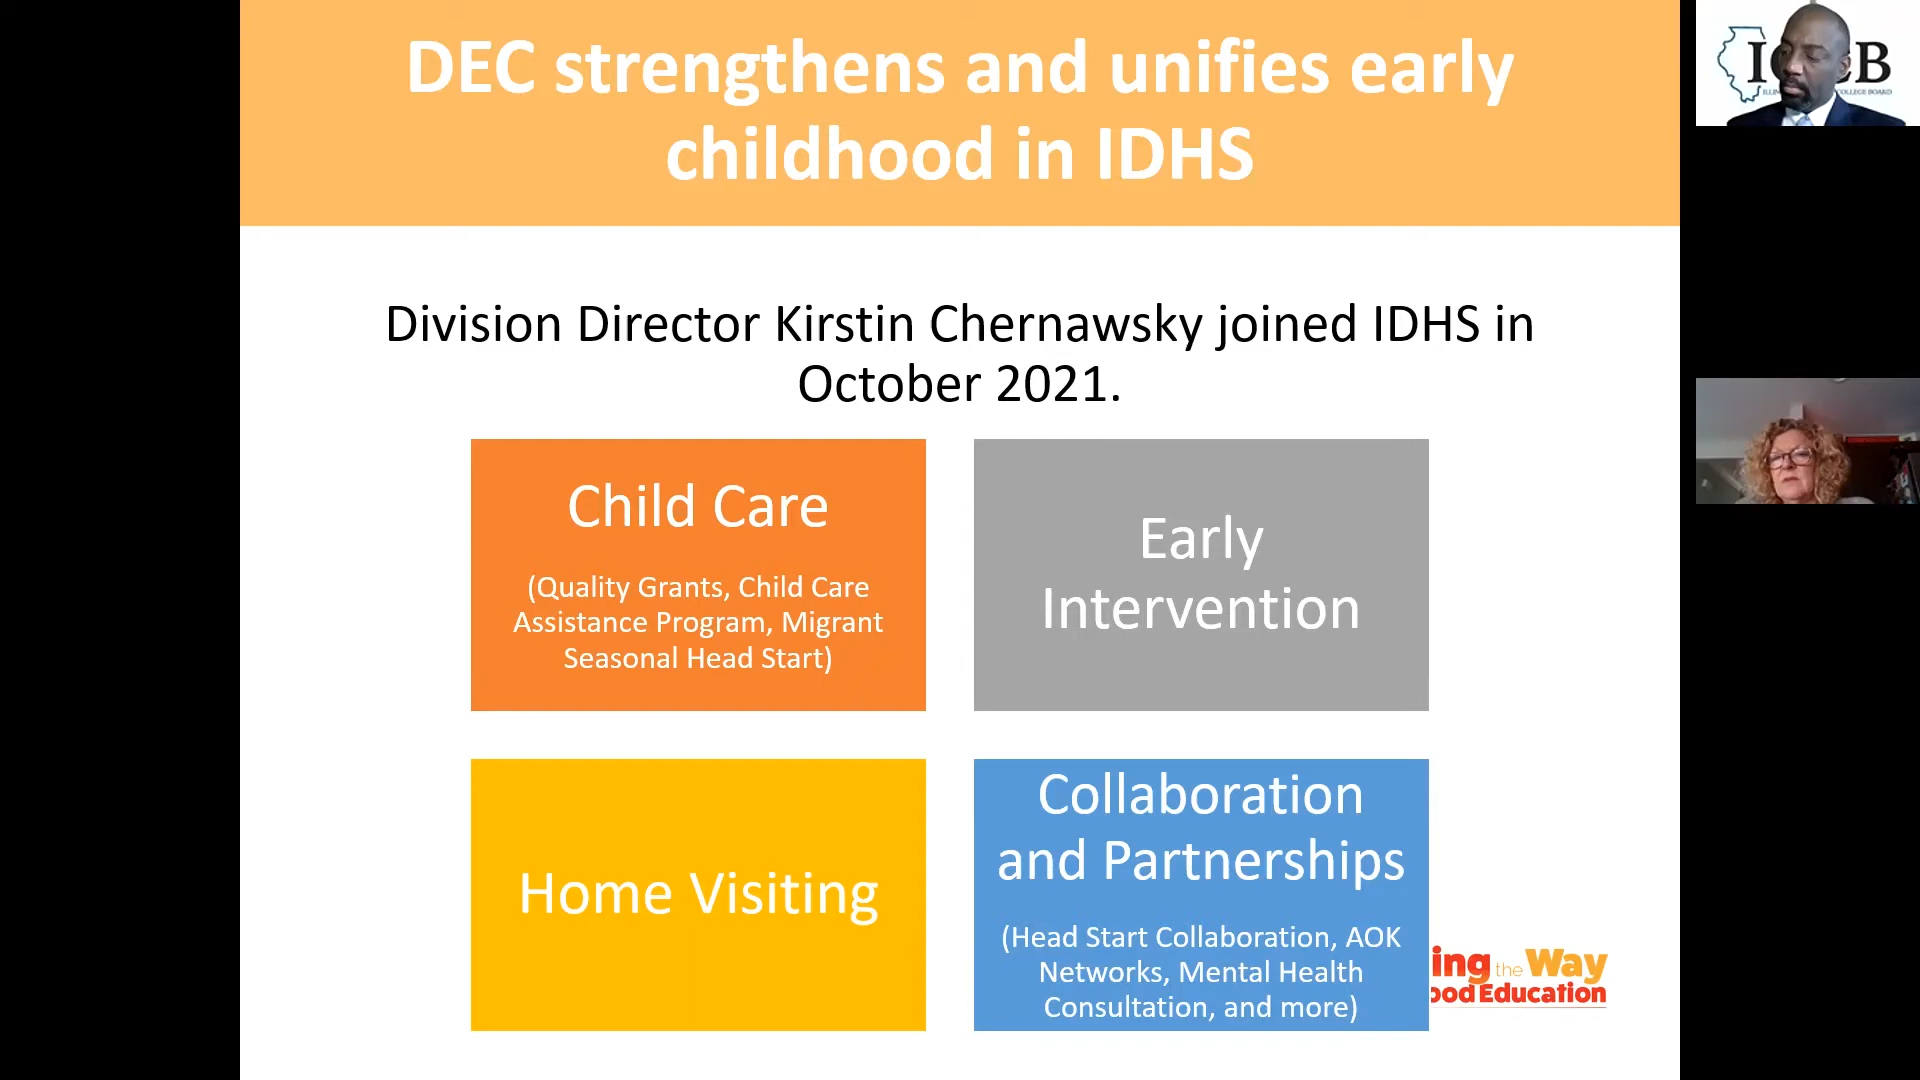 DEC strengthens and unifies early
childhood in IDHS
Division Director Kirstin Chernawsky joined IDHS in
October 2021.
Child Care
(Quality Grants, Child Care
Assistance Program, Migrant
Seasonal Head Start)
Early
Intervention
Home Visiting
Collaboration
and Partnerships
(Head Start Collaboration, AOK
Networks, Mental Health
Consultation, and more)
ing the Way
ood Education
I B
COLLEGE BOARD